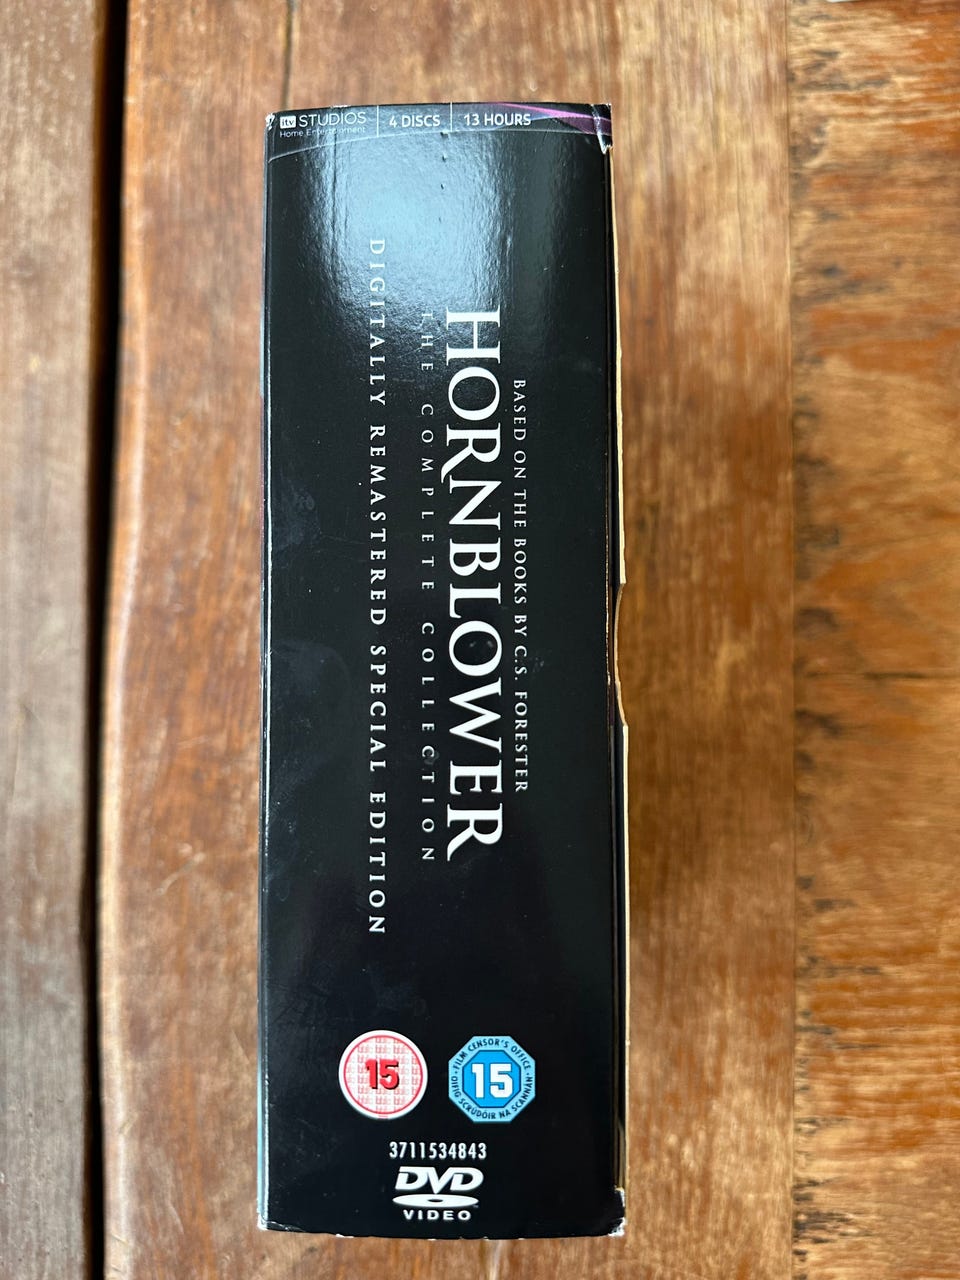 itv STUDIOS
Home Entertainment
4 DISCS
13 HOURS
BASED ON THE BOOKS BY C.S. FORESTER
HORNBLOWER
THE COMPLETE COLLECTION
DIGITALLY REMASTERED SPECIAL EDITION
15
FILM CENSOR'S OFFICE
15
OIFIG SCRÚDÓIR NA SCANNÁN
3711534843
DVD
VIDEO